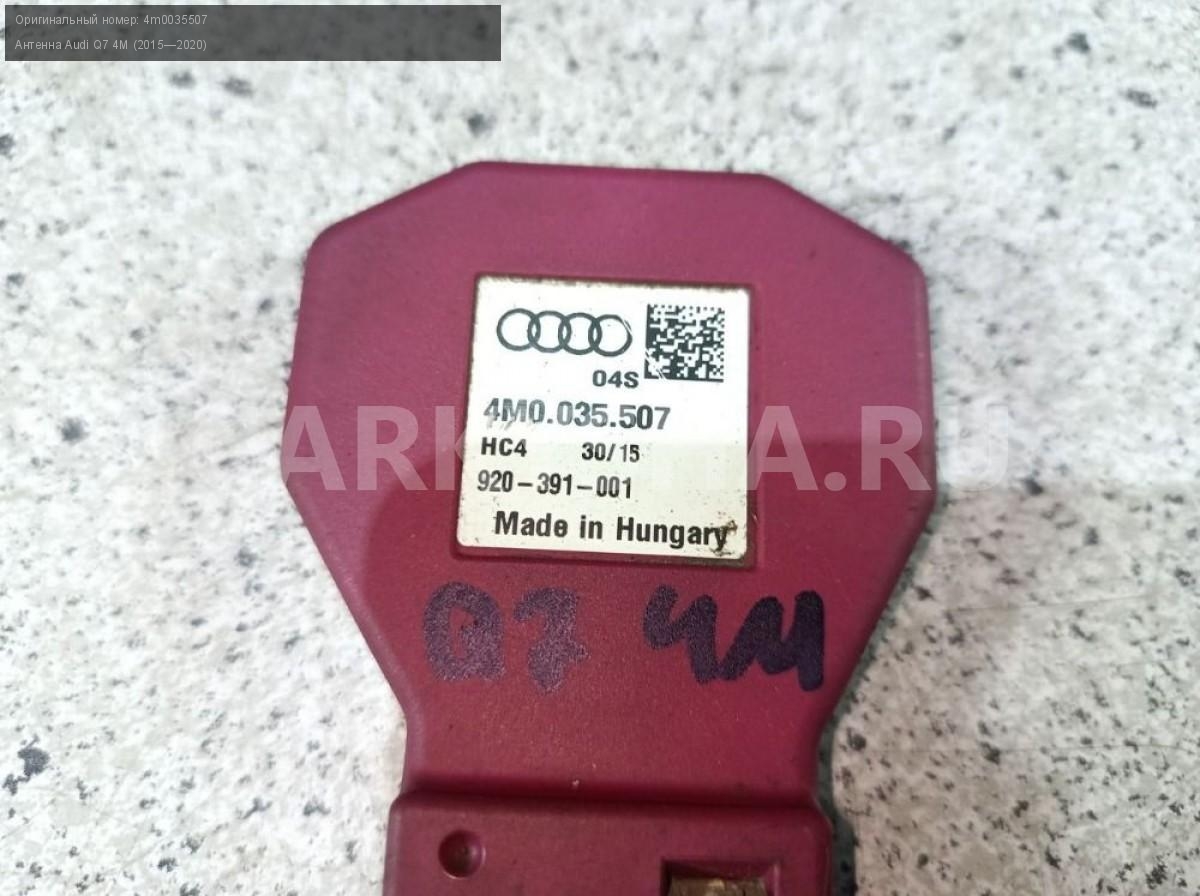 Оригинальный номер: 4m0035507
Антенна Audi Q7 4M (2015—2020)
04S
4M0.035.507
HC4 30/15
920-391-001
Made in Hungary
Q7 4M